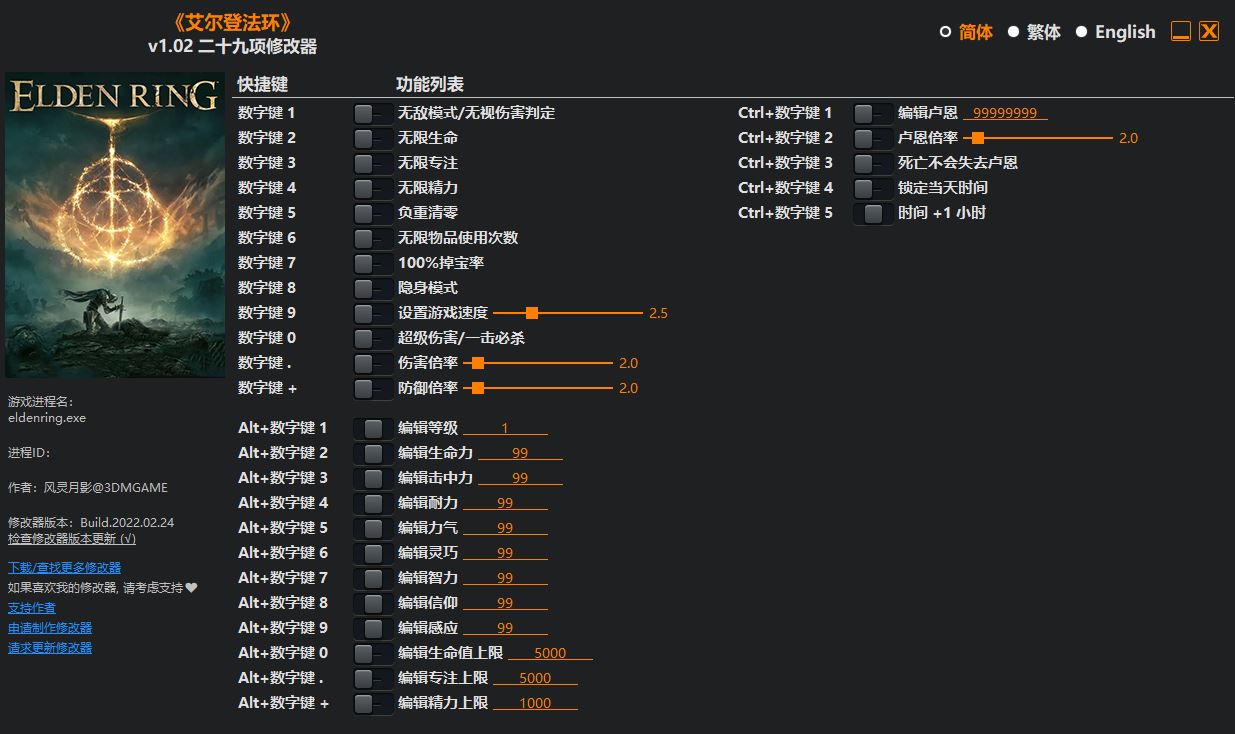 《艾尔登法环》
v1.02 二十九项修改器
简体 繁体 English
ELDEN RING
快捷键 功能列表
数字键 1 无敌模式/无视伤害判定
数字键 2 无限生命
数字键 3 无限专注
数字键 4 无限精力
数字键 5 负重清零
数字键 6 无限物品使用次数
数字键 7 100%掉宝率
数字键 8 隐身模式
数字键 9 设置游戏速度 2.5
数字键 0 超级伤害/一击必杀
数字键 . 伤害倍率 2.0
数字键 + 防御倍率 2.0
Alt+数字键 1 编辑等级 1
Alt+数字键 2 编辑生命力 99
Alt+数字键 3 编辑击中力 99
Alt+数字键 4 编辑耐力 99
Alt+数字键 5 编辑力气 99
Alt+数字键 6 编辑灵巧 99
Alt+数字键 7 编辑智力 99
Alt+数字键 8 编辑信仰 99
Alt+数字键 9 编辑感应 99
Alt+数字键 0 编辑生命值上限 5000
Alt+数字键 . 编辑专注上限 5000
Alt+数字键 + 编辑精力上限 1000
Ctrl+数字键 1 编辑卢恩 99999999
Ctrl+数字键 2 卢恩倍率 2.0
Ctrl+数字键 3 死亡不会失去卢恩
Ctrl+数字键 4 锁定当天时间
Ctrl+数字键 5 时间 +1 小时
游戏进程名:
eldenring.exe
进程ID:
作者: 风灵月影@3DMGAME
修改器版本: Build.2022.02.24
检查修改器版本更新 (√)
下载/查找更多修改器
如果喜欢我的修改器, 请考虑支持❤
支持作者
申请制作修改器
请求更新修改器